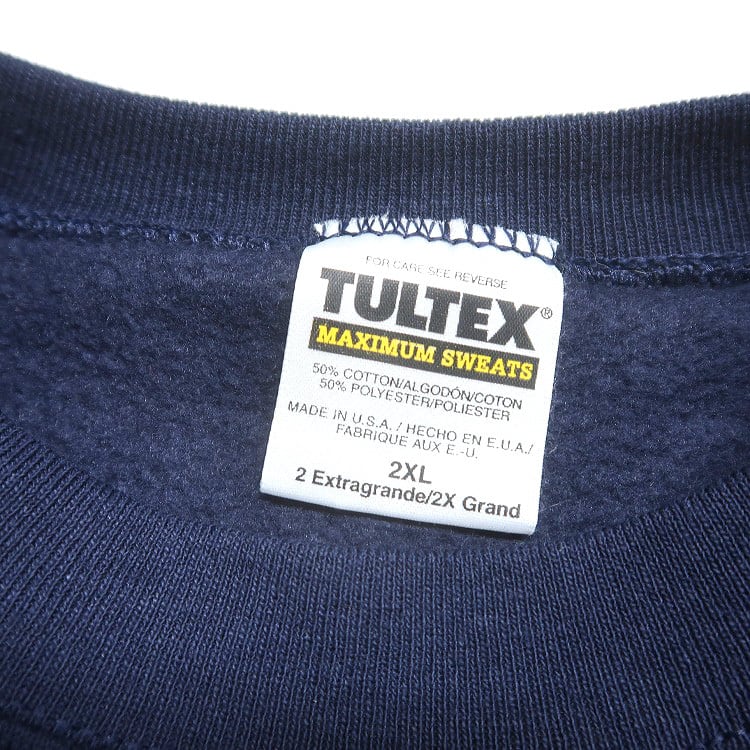 FOR CARE SEE REVERSE
TULTEX®
MAXIMUM SWEATS
50% COTTON/ALGODÓN/COTON
50% POLYESTER/POLIESTER
MADE IN U.S.A./ HECHO EN E.U.A./
FABRIQUE AUX E.-U.
2XL
2 Extragrande/2X Grand